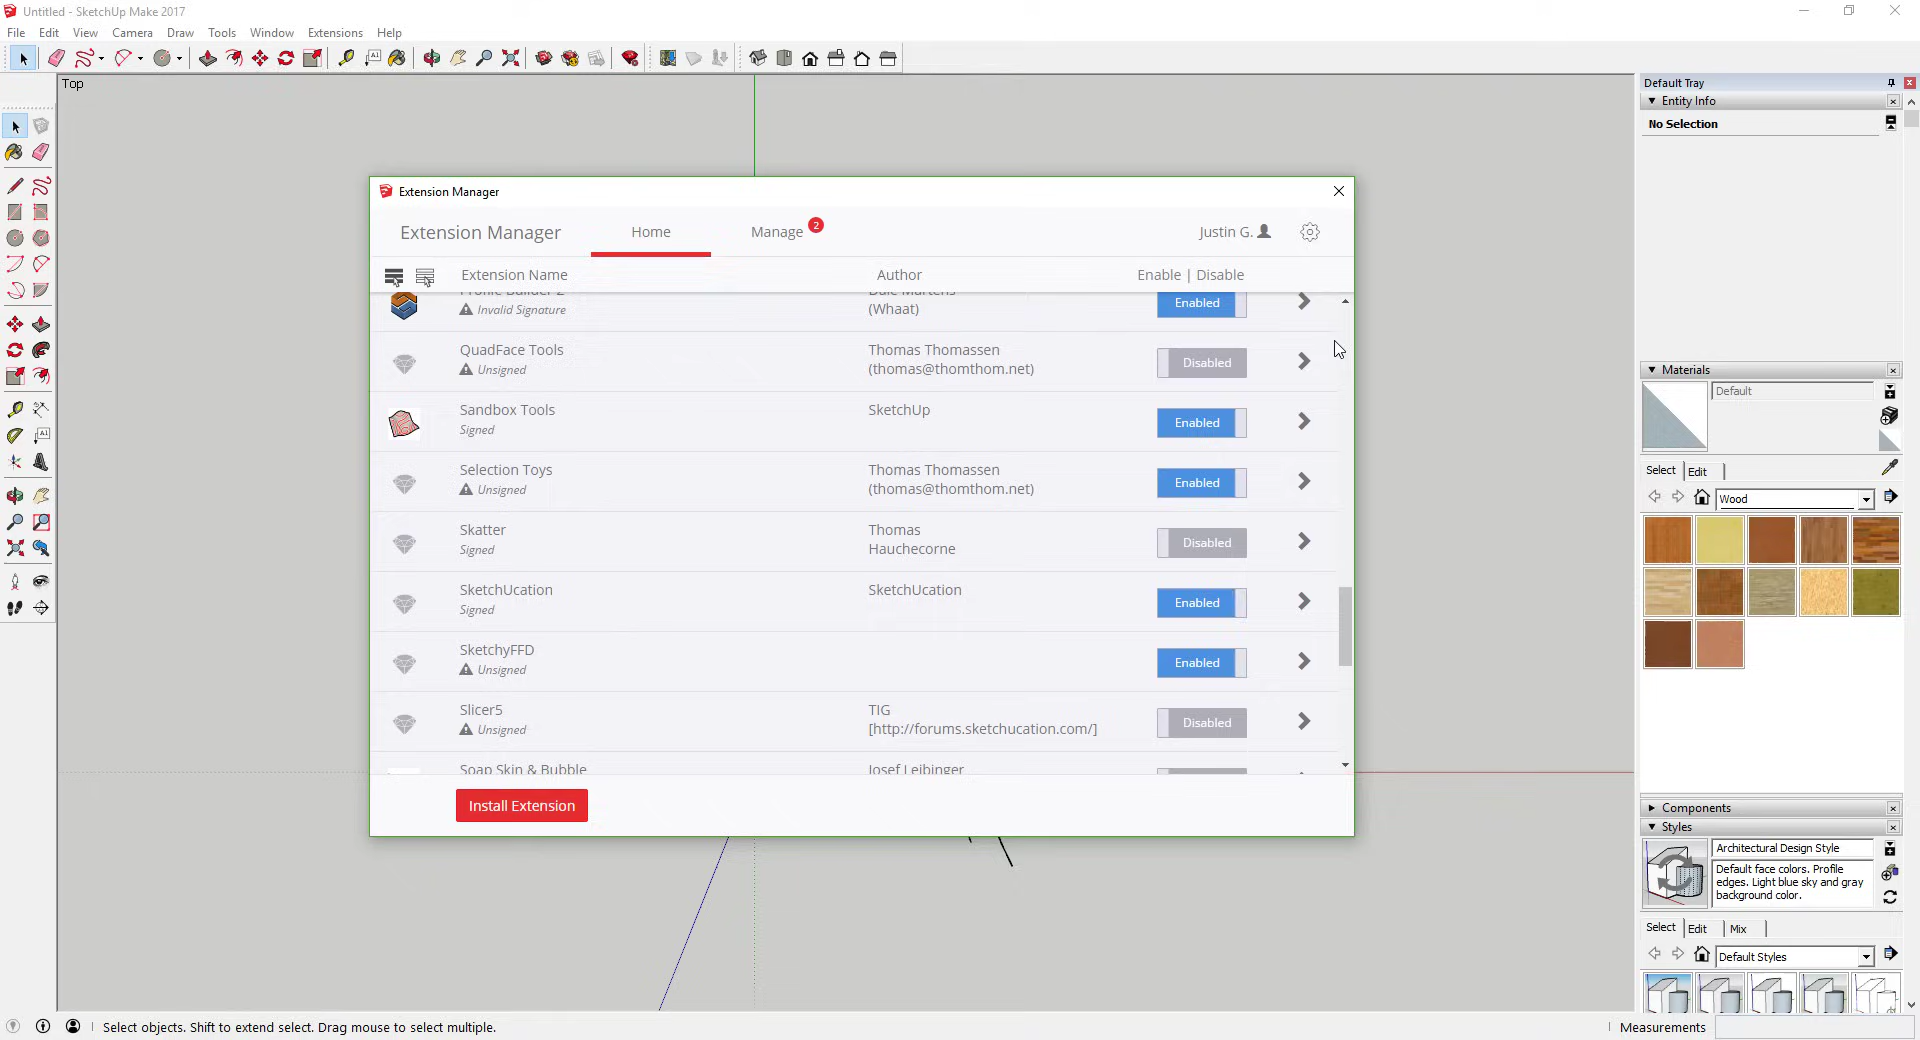 Untitled - SketchUp Make 2017
File Edit View Camera Draw Tools Window Extensions Help
Top
Default Tray
Entity Info
No Selection
Extension Manager
Extension Manager Home Manage 2 Justin G.
Extension Name Author Enable | Disable
Profile Builder 2 Dale Martens
Invalid Signature (Whaat) Enabled
QuadFace Tools Thomas Thomassen
Unsigned (thomas@thomthom.net) Disabled
Sandbox Tools SketchUp
Signed Enabled
Selection Toys Thomas Thomassen
Unsigned (thomas@thomthom.net) Enabled
Skatter Thomas
Signed Hauchecorne Disabled
SketchUcation SketchUcation
Signed Enabled
SketchyFFD
Unsigned Enabled
Slicer5 TIG
Unsigned [http://forums.sketchucation.com/] Disabled
Soap Skin & Bubble Josef Leibinger
Install Extension
Materials
Default
Select Edit
Wood
Components
Styles
Architectural Design Style
Default face colors. Profile
edges. Light blue sky and gray
background color.
Select Edit Mix
Default Styles
Select objects. Shift to extend select. Drag mouse to select multiple.
Measurements